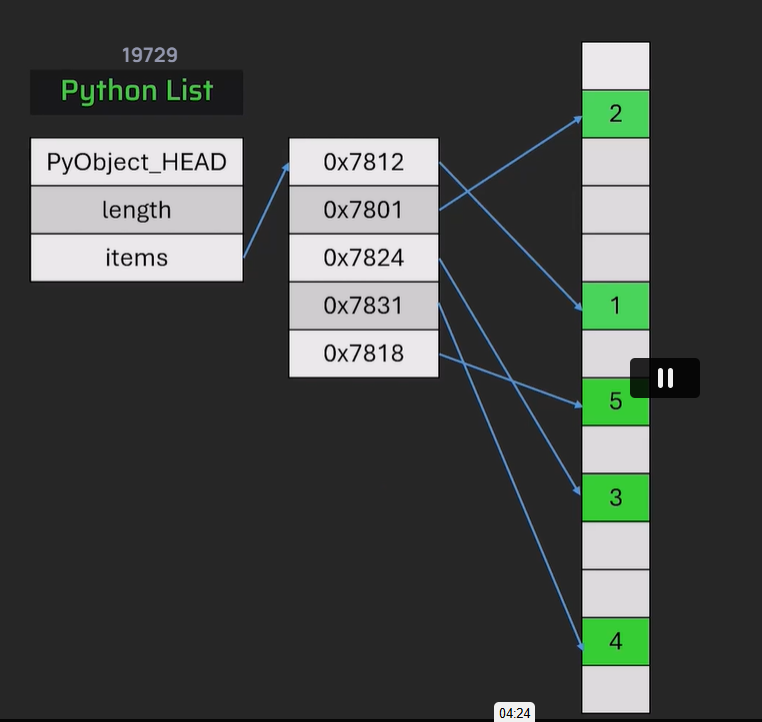 19729
Python List
PyObject_HEAD
length
items
0x7812
0x7801
0x7824
0x7831
0x7818
2
1
5
3
4
04:24